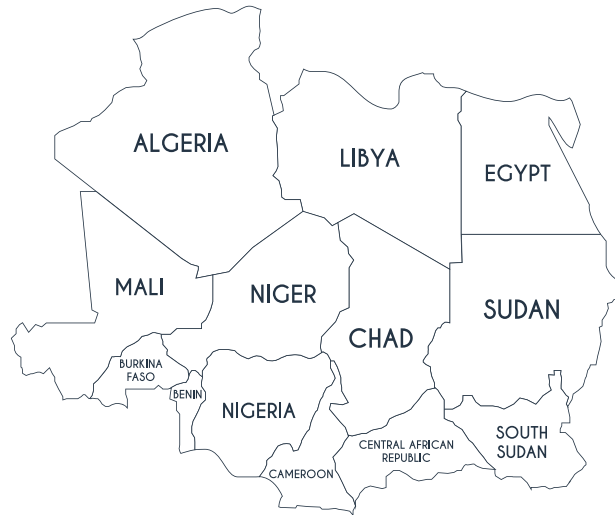 ALGERIA
LIBYA
EGYPT
MALI
NIGER
CHAD
SUDAN
BURKINA
FASO
BENIN
NIGERIA
CAMEROON
CENTRAL AFRICAN
REPUBLIC
SOUTH
SUDAN